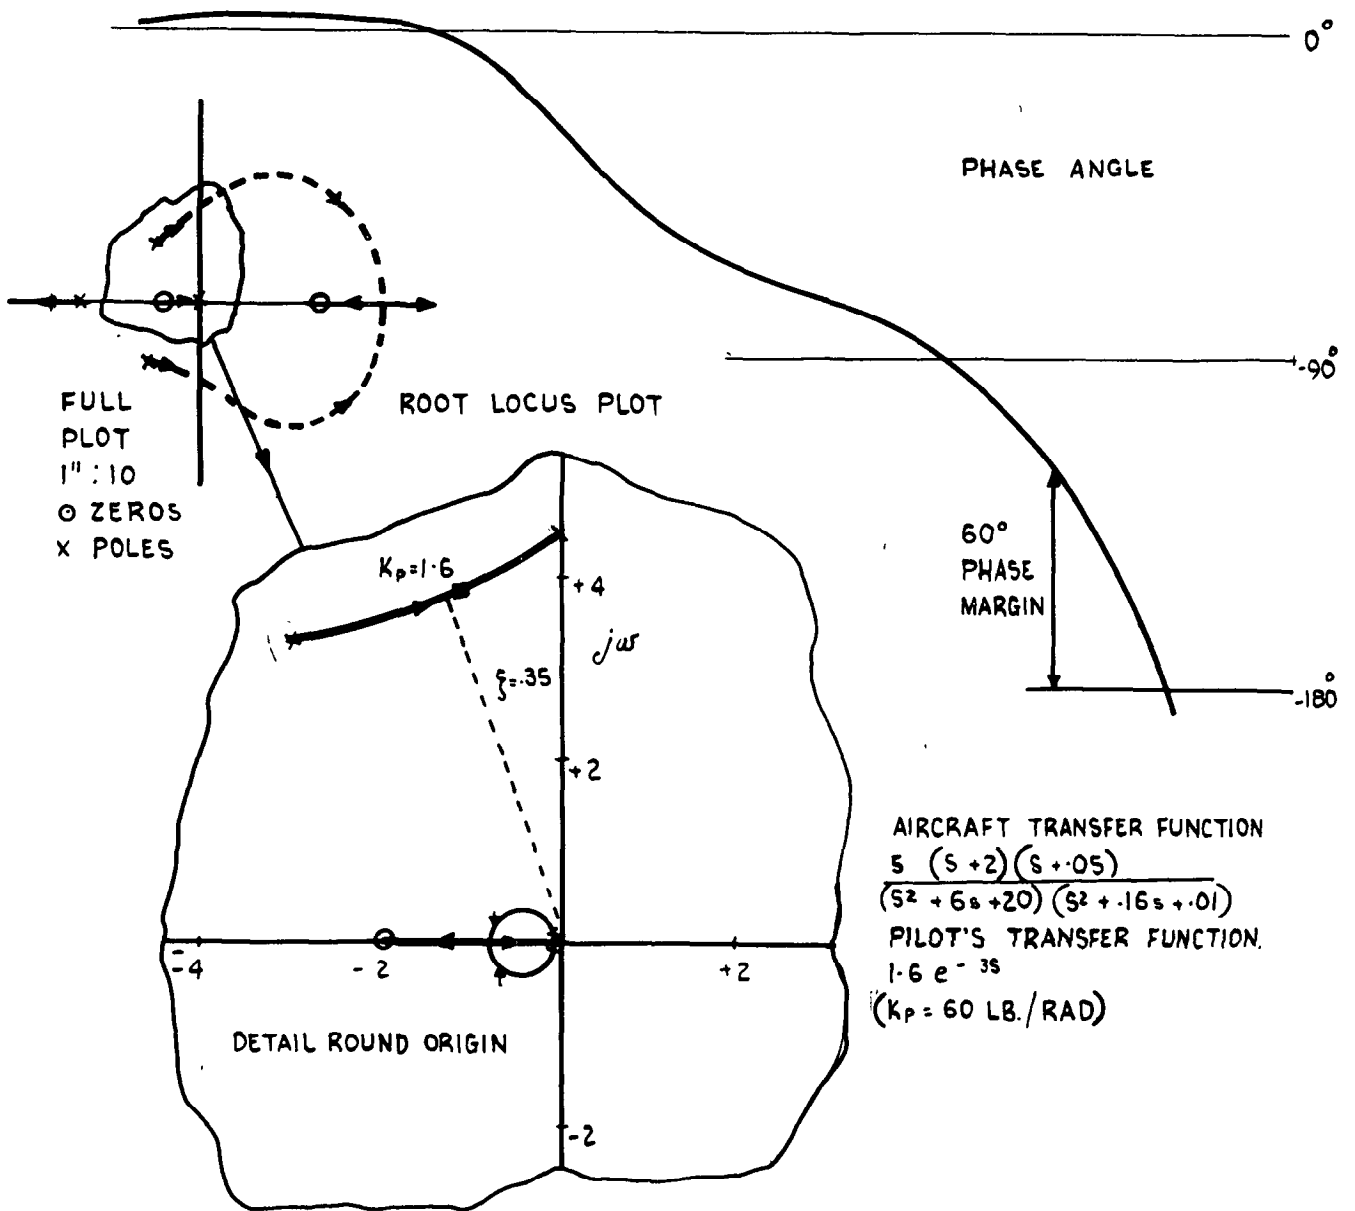 0°
PHASE ANGLE
-90°
FULL
PLOT
1" : 10
⊙ ZEROS
x POLES
ROOT LOCUS PLOT
60°
PHASE
MARGIN
-180°
Kp=1·6
+4
jω
ξ=.35
+2
-4
-2
+2
-2
DETAIL ROUND ORIGIN
AIRCRAFT TRANSFER FUNCTION
5 (S +2)(S +·05)
(S² + 6s +20) (S² + ·16s +·01)
PILOT'S TRANSFER FUNCTION.
1·6 e⁻ ³ˢ
(Kp = 60 LB./RAD)